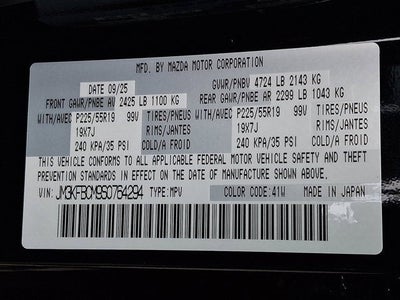 MFD. BY MAZDA MOTOR CORPORATION
DATE 09/25 GVWR/PNBV 4724 LB 2143 KG
FRONT GAWR/PNBE AV 2425 LB 1100 KG REAR GAWR/PNBE AR 2299 LB 1043 KG
WITH/AVEC P225/55R19 99V TIRES/PNEUS WITH/AVEC P225/55R19 99V TIRES/PNEUS
19X7J RIMS/JANTES 19X7J RIMS/JANTES
240 KPA/35 PSI COLD/A FROID 240 KPA/35 PSI COLD/A FROID
THIS VEHICLE CONFORMS TO ALL APPLICABLE FEDERAL MOTOR VEHICLE SAFETY AND THEFT
PREVENTION STANDARDS IN EFFECT ON THE DATE OF MANUFACTURE SHOWN ABOVE.
VIN: JM3KFBCM9S0764294 TYPE:MPV COLOR CODE:41W MADE IN JAPAN